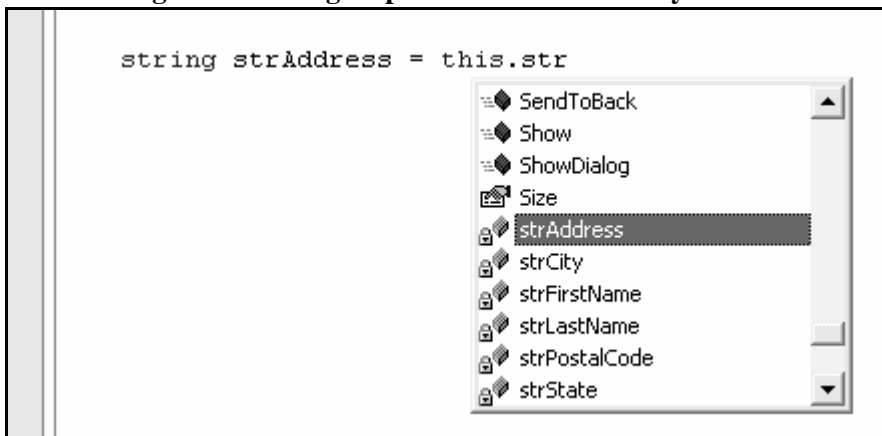 string strAddress = this.str
SendToBack
Show
ShowDialog
Size
strAddress
strCity
strFirstName
strLastName
strPostalCode
strState